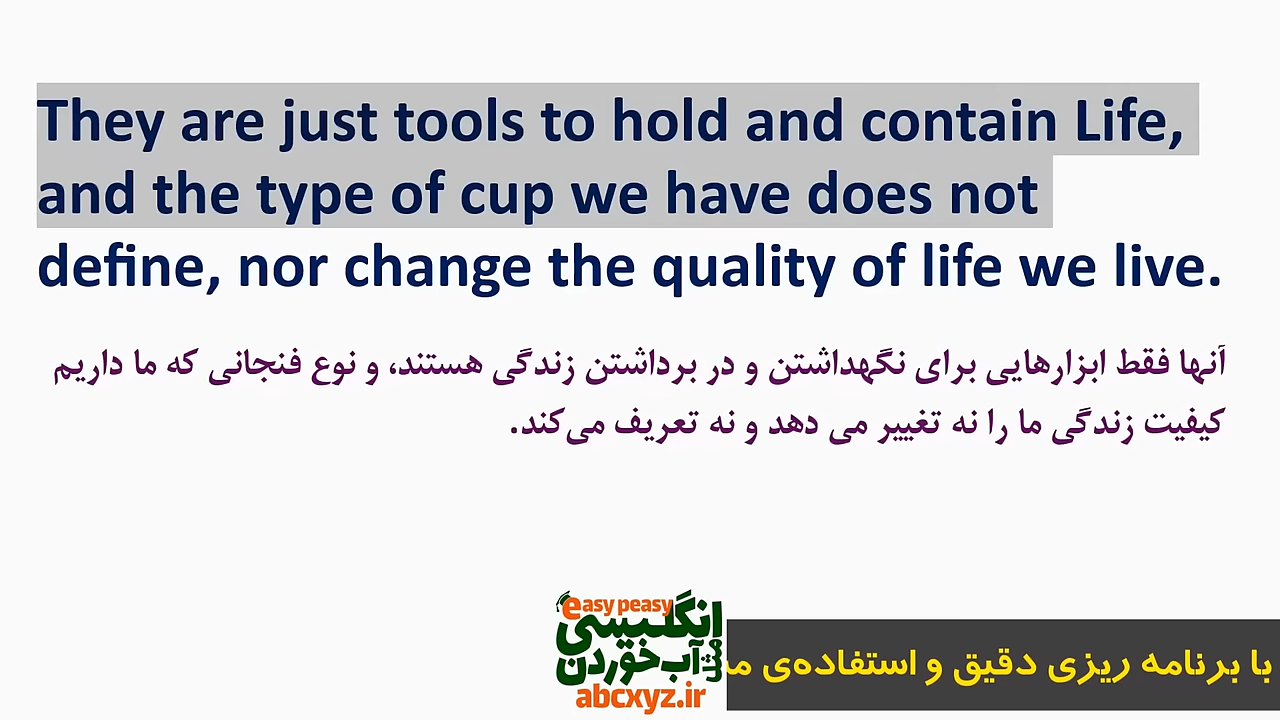 They are just tools to hold and contain Life,
and the type of cup we have does not
define, nor change the quality of life we live.
آنها فقط ابزارهایی برای نگهداشتن و در برداشتن زندگی هستند، و نوع فنجانی که ما داریم
کیفیت زندگی ما را نه تغییر می دهد و نه تعریف می‌کند.
easy peasy
انگلیسی
مثل آب خوردن
abcxyz.ir
با برنامه ریزی دقیق و استفاده‌ی